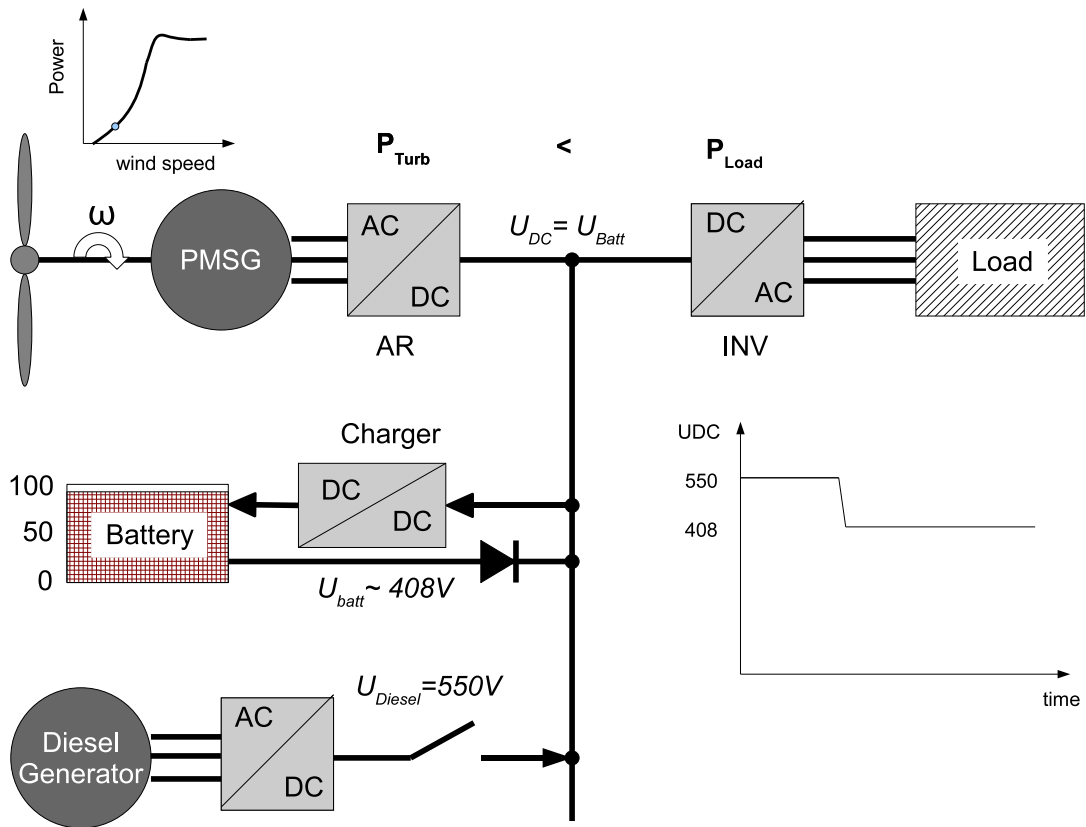 Power
wind speed
P_Turb < P_Load
ω
PMSG
AC
DC
AR
U_DC = U_Batt
DC
AC
INV
Load
Charger
DC
DC
100
50
0
Battery
U_batt ~ 408V
UDC
550
408
time
U_Diesel=550V
Diesel
Generator
AC
DC